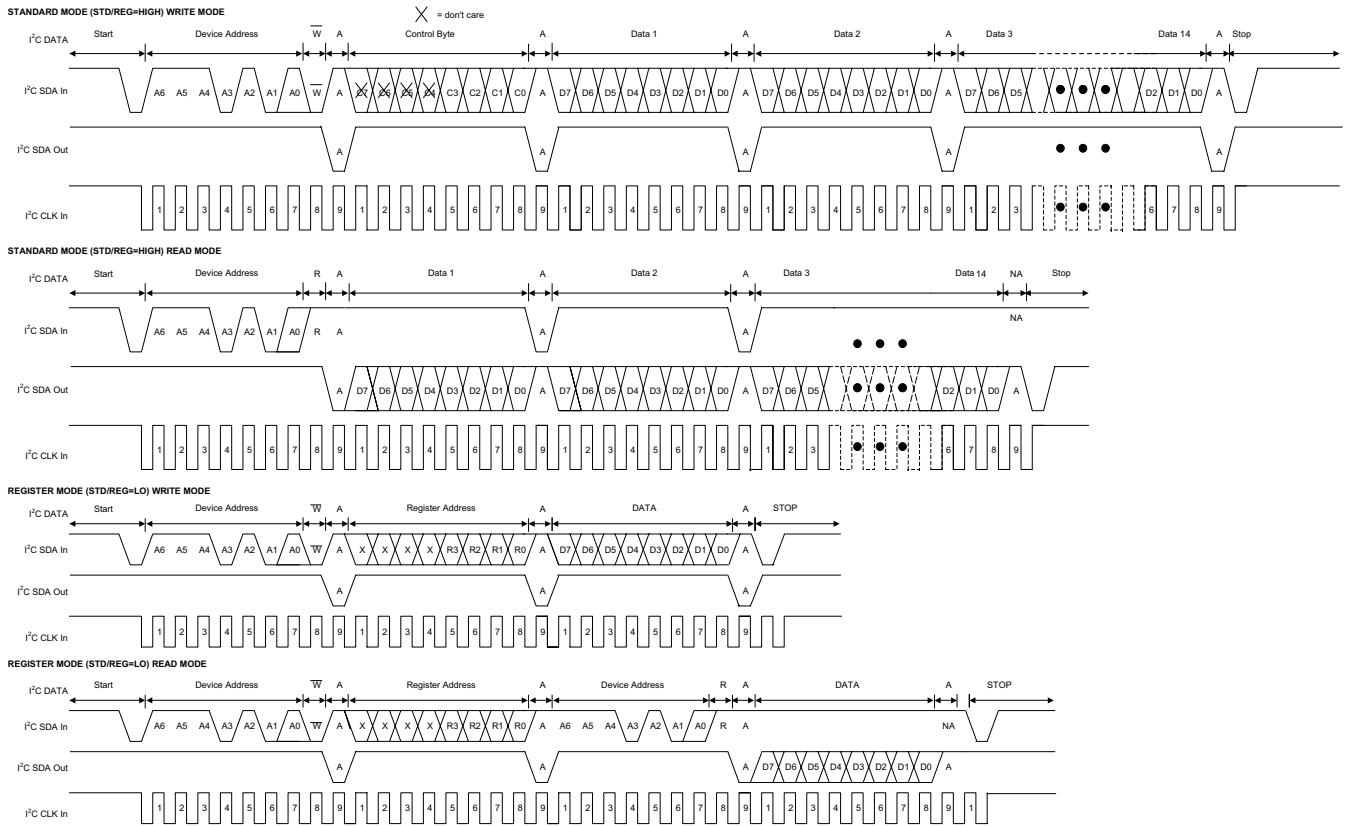 STANDARD MODE (STD/REG=HIGH) WRITE MODE
= don't care
I²C DATA Start Device Address W̅ A Control Byte A Data 1 A Data 2 A Data 3 Data 14 A Stop
I²C SDA In A6 A5 A4 A3 A2 A1 A0 W̅ A C7 C6 C5 C4 C3 C2 C1 C0 A D7 D6 D5 D4 D3 D2 D1 D0 A D7 D6 D5 D4 D3 D2 D1 D0 A D7 D6 D5 D2 D1 D0 A
I²C SDA Out A A A A
I²C CLK In 1 2 3 4 5 6 7 8 9 1 2 3 4 5 6 7 8 9 1 2 3 4 5 6 7 8 9 1 2 3 4 5 6 7 8 9 1 2 3 6 7 8 9
STANDARD MODE (STD/REG=HIGH) READ MODE
I²C DATA Start Device Address R A Data 1 A Data 2 A Data 3 Data 14 NA Stop
I²C SDA In A6 A5 A4 A3 A2 A1 A0 R A A A NA
I²C SDA Out A D7 D6 D5 D4 D3 D2 D1 D0 A D7 D6 D5 D4 D3 D2 D1 D0 A D7 D6 D5 D2 D1 D0 A
I²C CLK In 1 2 3 4 5 6 7 8 9 1 2 3 4 5 6 7 8 9 1 2 3 4 5 6 7 8 9 1 2 3 6 7 8 9
REGISTER MODE (STD/REG=LO) WRITE MODE
I²C DATA Start Device Address W̅ A Register Address A DATA A STOP
I²C SDA In A6 A5 A4 A3 A2 A1 A0 W̅ A X X X X R3 R2 R1 R0 A D7 D6 D5 D4 D3 D2 D1 D0 A
I²C SDA Out A A A
I²C CLK In 1 2 3 4 5 6 7 8 9 1 2 3 4 5 6 7 8 9 1 2 3 4 5 6 7 8 9
REGISTER MODE (STD/REG=LO) READ MODE
I²C DATA Start Device Address W̅ A Register Address A Device Address R A DATA A STOP
I²C SDA In A6 A5 A4 A3 A2 A1 A0 W̅ A X X X X R3 R2 R1 R0 A A6 A5 A4 A3 A2 A1 A0 R A NA
I²C SDA Out A A A D7 D6 D5 D4 D3 D2 D1 D0 A
I²C CLK In 1 2 3 4 5 6 7 8 9 1 2 3 4 5 6 7 8 9 1 2 3 4 5 6 7 8 9 1 2 3 4 5 6 7 8 9 1